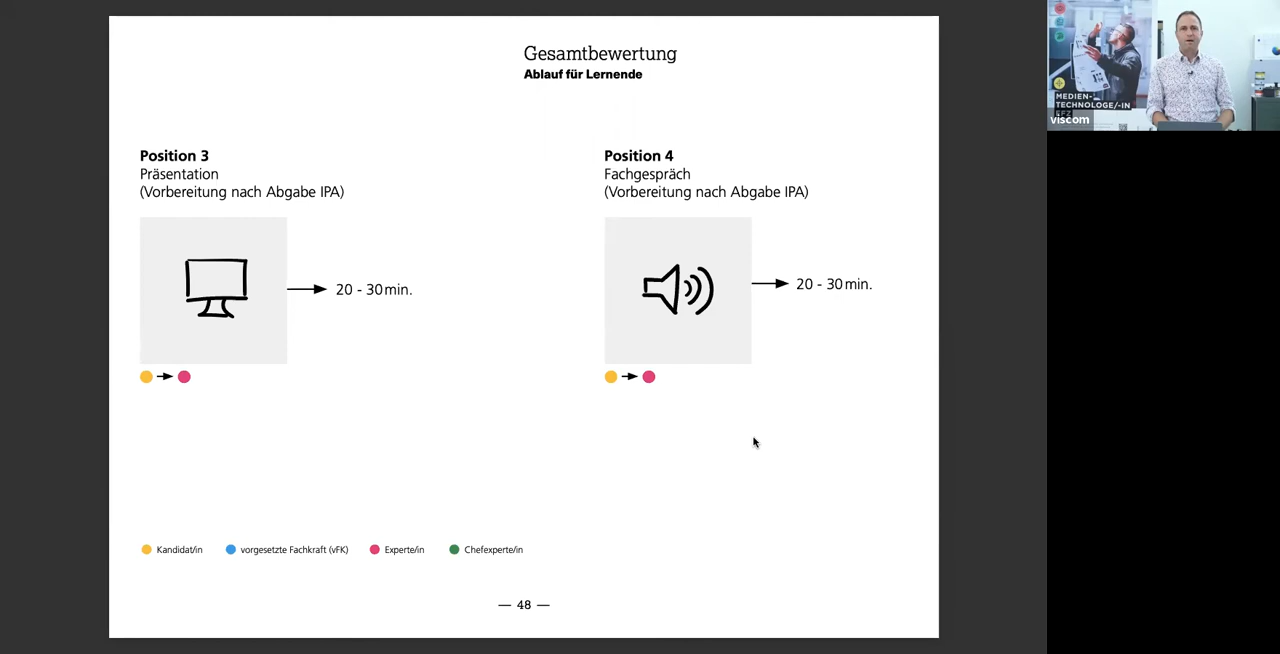 Gesamtbewertung
Ablauf für Lernende
Position 3
Präsentation
(Vorbereitung nach Abgabe IPA)
20 - 30 min.
Position 4
Fachgespräch
(Vorbereitung nach Abgabe IPA)
20 - 30 min.
Kandidat/in
vorgesetzte Fachkraft (vFK)
Experte/in
Chefexperte/in
— 48 —
MEDIEN-
TECHNOLOGE/-IN
EFZ
viscom